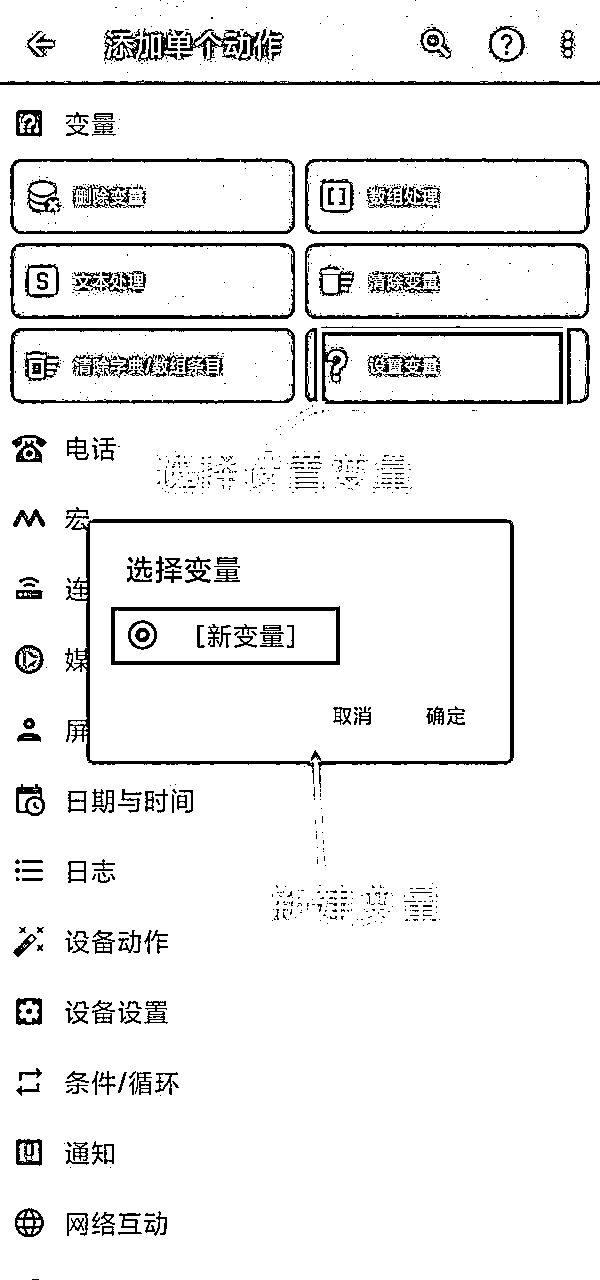 添加单个动作
变量
删除变量
数组处理
文本处理
清除变量
清除字典/数组条目
设置变量
电话
选择设置变量
宏
选择变量
连
[新变量]
媒
取消
确定
屏
日期与时间
日志
新建变量
设备动作
设备设置
条件/循环
通知
网络互动